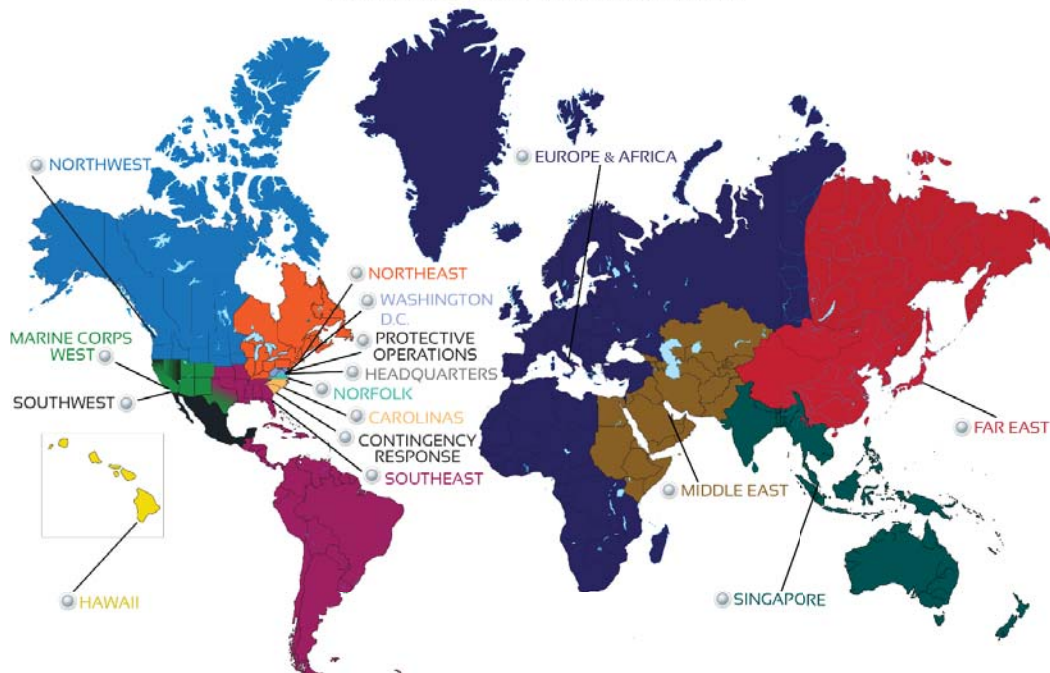 NORTHWEST
EUROPE & AFRICA
NORTHEAST
WASHINGTON
D.C.
PROTECTIVE
OPERATIONS
HEADQUARTERS
MARINE CORPS
WEST
NORFOLK
SOUTHWEST
CAROLINAS
CONTINGENCY
RESPONSE
SOUTHEAST
FAR EAST
MIDDLE EAST
HAWAII
SINGAPORE